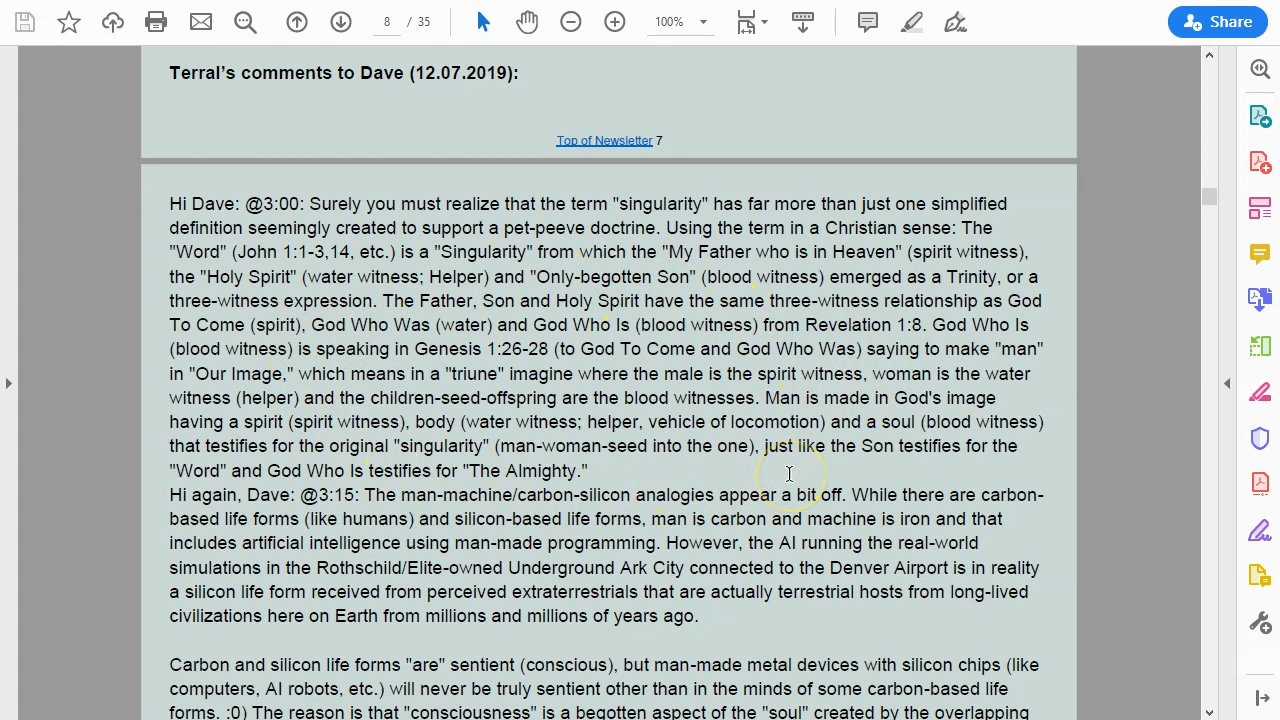 8 / 35
100%
Share
Terral's comments to Dave (12.07.2019):
Top of Newsletter 7
Hi Dave: @3:00: Surely you must realize that the term "singularity" has far more than just one simplified
definition seemingly created to support a pet-peeve doctrine. Using the term in a Christian sense: The
"Word" (John 1:1-3,14, etc.) is a "Singularity" from which the "My Father who is in Heaven" (spirit witness),
the "Holy Spirit" (water witness; Helper) and "Only-begotten Son" (blood witness) emerged as a Trinity, or a
three-witness expression. The Father, Son and Holy Spirit have the same three-witness relationship as God
To Come (spirit), God Who Was (water) and God Who Is (blood witness) from Revelation 1:8. God Who Is
(blood witness) is speaking in Genesis 1:26-28 (to God To Come and God Who Was) saying to make "man"
in "Our Image," which means in a "triune" imagine where the male is the spirit witness, woman is the water
witness (helper) and the children-seed-offspring are the blood witnesses. Man is made in God's image
having a spirit (spirit witness), body (water witness; helper, vehicle of locomotion) and a soul (blood witness)
that testifies for the original "singularity" (man-woman-seed into the one), just like the Son testifies for the
"Word" and God Who Is testifies for "The Almighty."
Hi again, Dave: @3:15: The man-machine/carbon-silicon analogies appear a bit off. While there are carbon-
based life forms (like humans) and silicon-based life forms, man is carbon and machine is iron and that
includes artificial intelligence using man-made programming. However, the AI running the real-world
simulations in the Rothschild/Elite-owned Underground Ark City connected to the Denver Airport is in reality
a silicon life form received from perceived extraterrestrials that are actually terrestrial hosts from long-lived
civilizations here on Earth from millions and millions of years ago.
Carbon and silicon life forms "are" sentient (conscious), but man-made metal devices with silicon chips (like
computers, AI robots, etc.) will never be truly sentient other than in the minds of some carbon-based life
forms. :0) The reason is that "consciousness" is a begotten aspect of the "soul" created by the overlapping